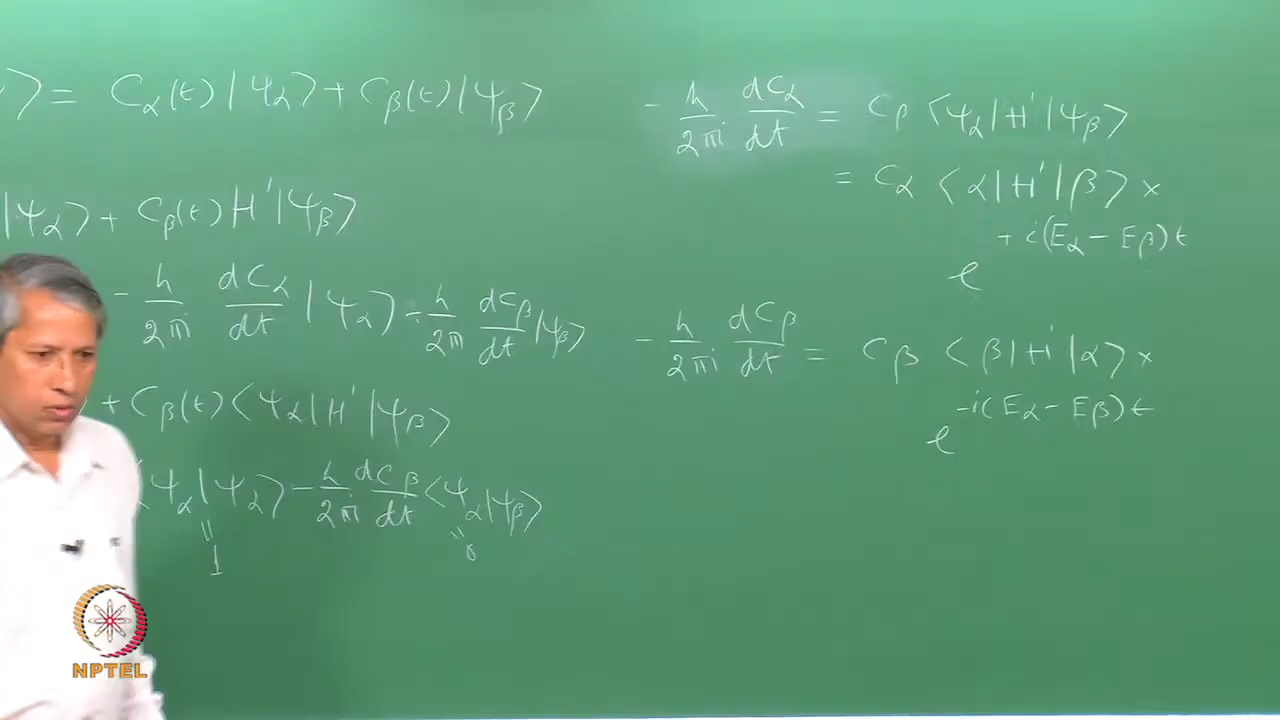 ⟩ = Cα(t)|ψα⟩ + Cβ(t)|ψβ⟩
|ψα⟩ + Cβ(t)H'|ψβ⟩
- h/2πi dCα/dt |ψα⟩ - h/2πi dCβ/dt |ψβ⟩
+ Cβ(t)⟨ψα|H'|ψβ⟩
⟨ψα|ψα⟩ - h/2πi dCβ/dt ⟨ψα|ψβ⟩
" "
1 0
- h/2πi dCα/dt = Cβ ⟨ψα|H'|ψβ⟩
= Cα ⟨α|H'|β⟩ ×
e^{+i(Eα - Eβ)t}
- h/2πi dCβ/dt = Cβ ⟨β|H'|α⟩ ×
e^{-i(Eα - Eβ)t}
NPTEL